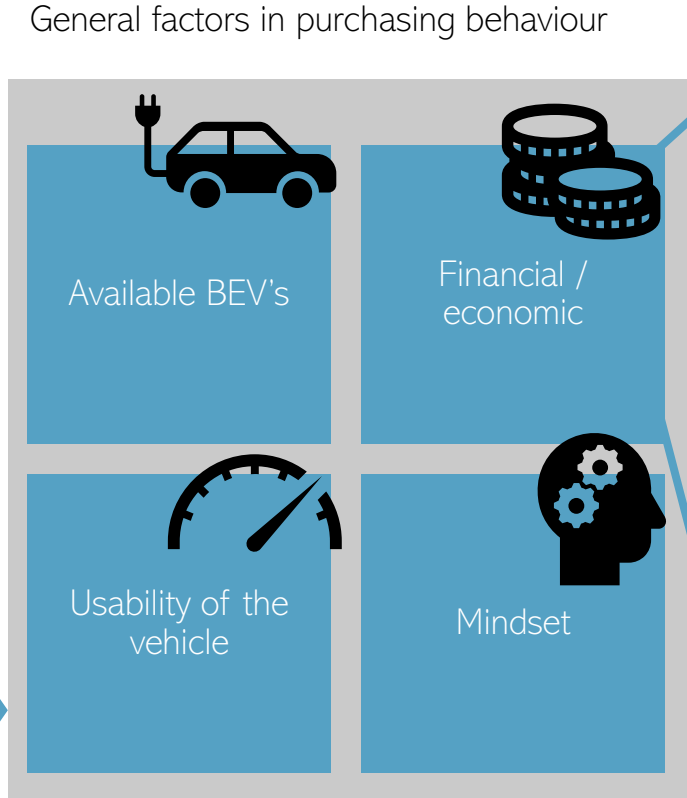 General factors in purchasing behaviour
Available BEV's
Financial /
economic
Usability of the
vehicle
Mindset